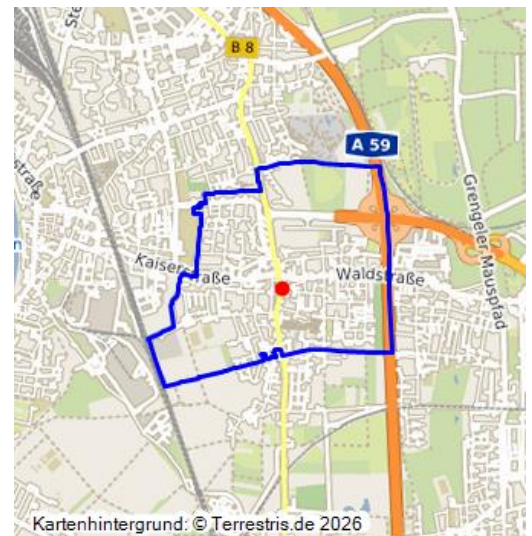 B 8
A 59
Grengeler Mauspfad
Kaiserstraße
Waldstraße
Kartenhintergrund: © Terrestris.de 2026